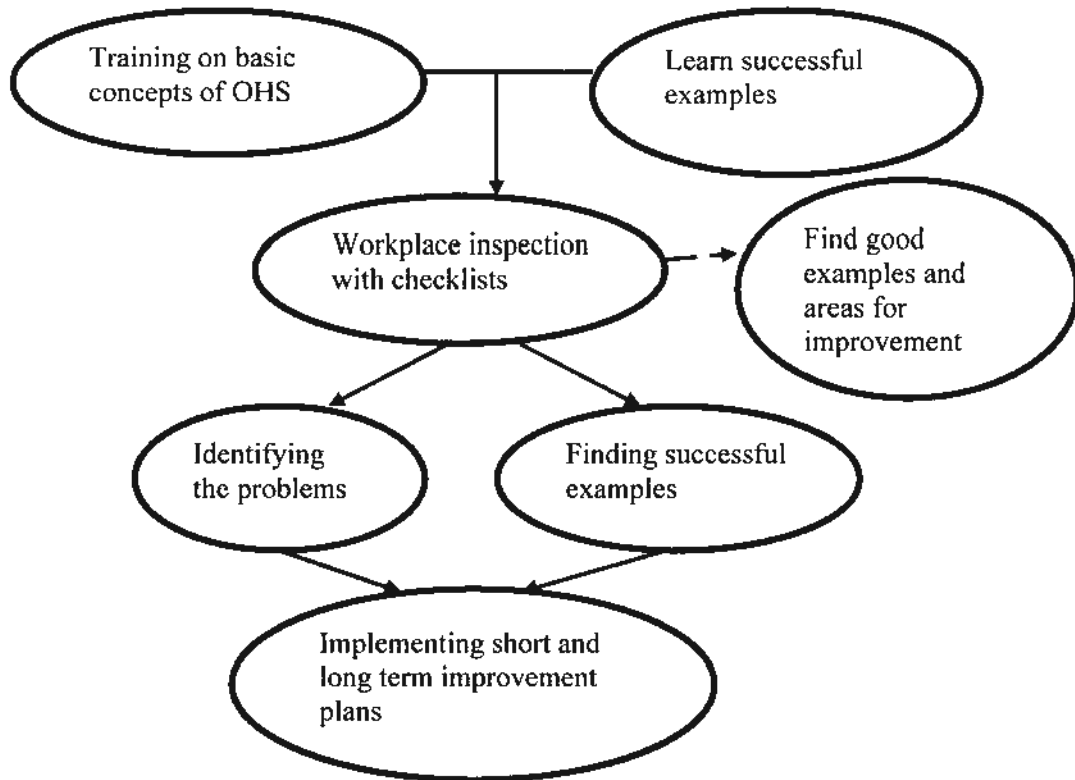 Training on basic
concepts of OHS
Learn successful
examples
Workplace inspection
with checklists
Find good
examples and
areas for
improvement
Identifying
the problems
Finding successful
examples
Implementing short and
long term improvement
plans